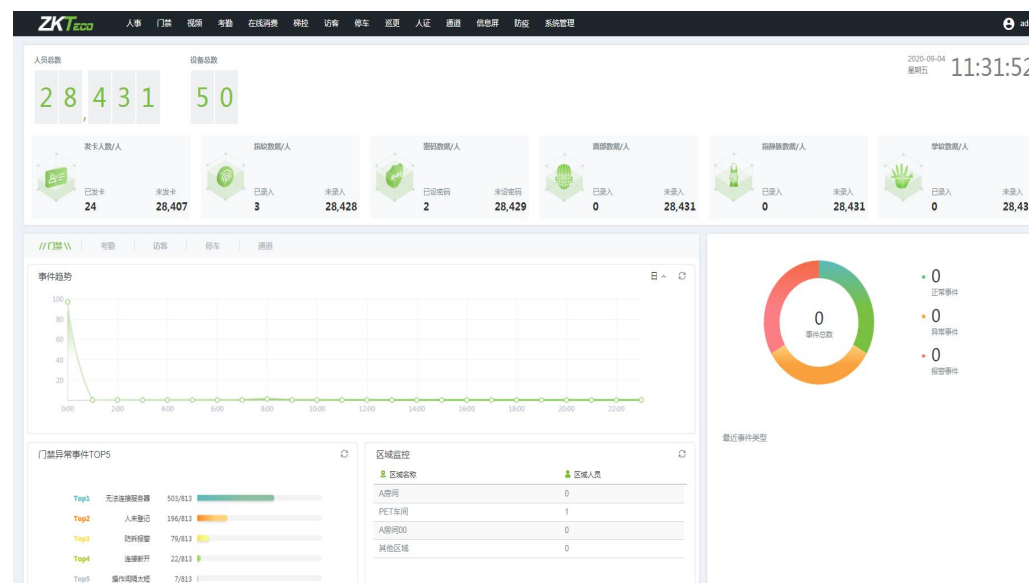 ZKTeco 人事 门禁 视频 考勤 在线消费 梯控 访客 停车 巡更 人证 通道 信息屏 防疫 系统管理 ad
人员总数 设备总数 2020-09-04
星期五 11:31:52
28,431 50
发卡人数/人 指纹数据/人 密码数据/人 面部数据/人 指静脉数据/人 掌纹数据/人
已发卡 未发卡 已录入 未录入 已设密码 未设密码 已录入 未录入 已录入 未录入 已录入 未录入
24 28,407 3 28,428 2 28,429 0 28,431 0 28,431 0 28,43
//门禁\\ 考勤 访客 停车 通道
事件趋势 日
100
80
60
40
20
0:00 2:00 4:00 6:00 8:00 10:00 12:00 14:00 16:00 18:00 20:00 22:00
0
事件总数
0
正常事件
0
异常事件
0
报警事件
最近事件类型
门禁异常事件TOP5
Top1 无法连接服务器 503/813
Top2 人未登记 196/813
Top3 防拆报警 79/813
Top4 连接断开 22/813
Top5 操作间隔太短 7/813
区域监控
区域名称 区域人员
A房间 0
PET车间 1
A房间00 0
其他区域 0